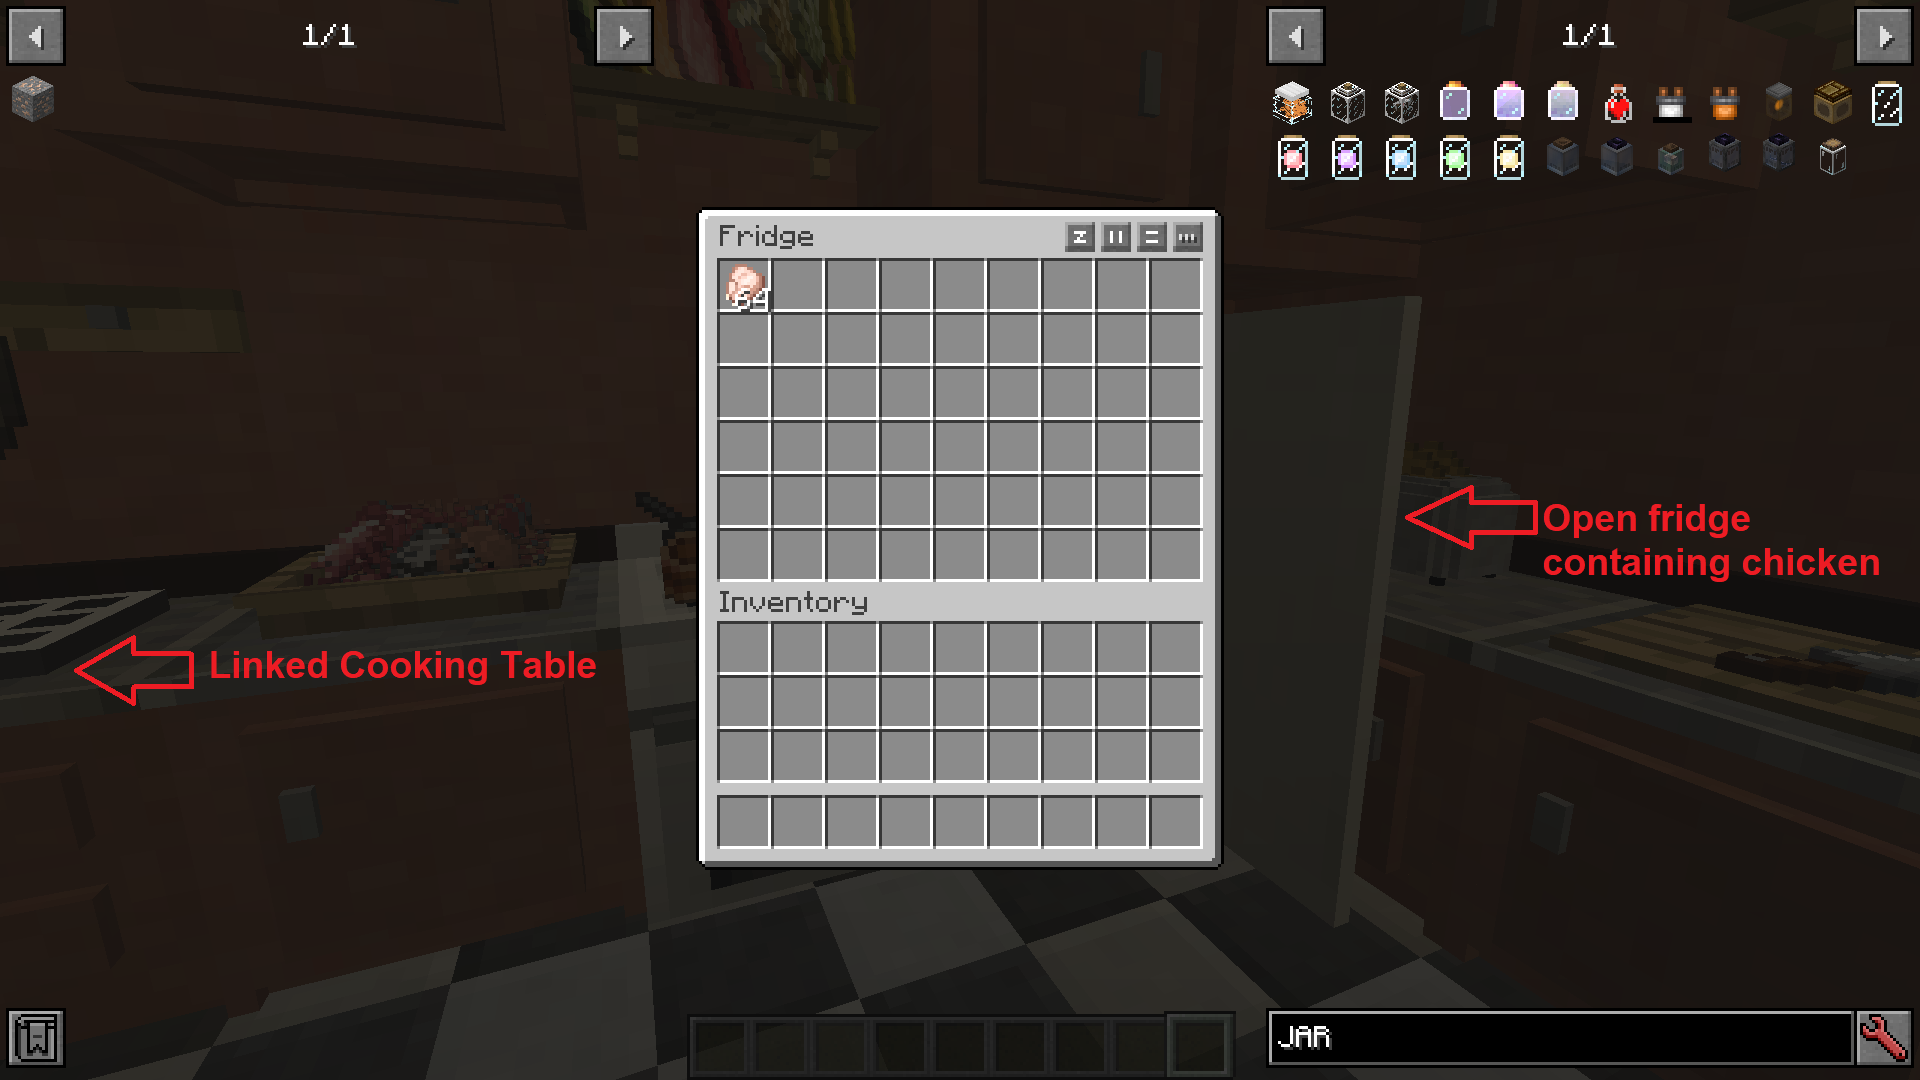 1/1
1/1
Fridge
Open fridge
containing chicken
Inventory
Linked Cooking Table
JAR